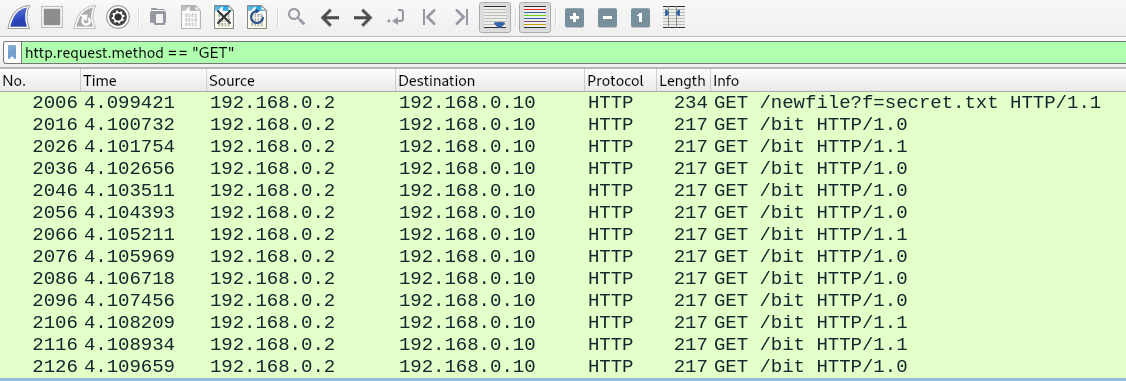 1
http.request.method == "GET"
No. Time Source Destination Protocol Length Info
2006 4.099421 192.168.0.2 192.168.0.10 HTTP 234 GET /newfile?f=secret.txt HTTP/1.1
2016 4.100732 192.168.0.2 192.168.0.10 HTTP 217 GET /bit HTTP/1.0
2026 4.101754 192.168.0.2 192.168.0.10 HTTP 217 GET /bit HTTP/1.1
2036 4.102656 192.168.0.2 192.168.0.10 HTTP 217 GET /bit HTTP/1.0
2046 4.103511 192.168.0.2 192.168.0.10 HTTP 217 GET /bit HTTP/1.0
2056 4.104393 192.168.0.2 192.168.0.10 HTTP 217 GET /bit HTTP/1.0
2066 4.105211 192.168.0.2 192.168.0.10 HTTP 217 GET /bit HTTP/1.1
2076 4.105969 192.168.0.2 192.168.0.10 HTTP 217 GET /bit HTTP/1.0
2086 4.106718 192.168.0.2 192.168.0.10 HTTP 217 GET /bit HTTP/1.0
2096 4.107456 192.168.0.2 192.168.0.10 HTTP 217 GET /bit HTTP/1.0
2106 4.108209 192.168.0.2 192.168.0.10 HTTP 217 GET /bit HTTP/1.1
2116 4.108934 192.168.0.2 192.168.0.10 HTTP 217 GET /bit HTTP/1.1
2126 4.109659 192.168.0.2 192.168.0.10 HTTP 217 GET /bit HTTP/1.0